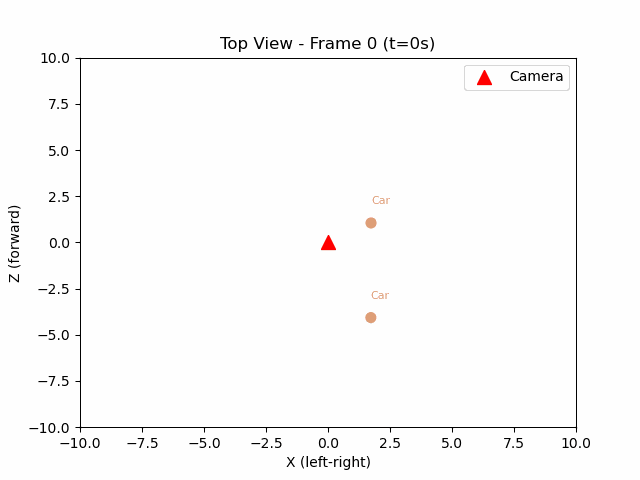 Top View - Frame 0 (t=0s)
Camera
Car
Car
10.0
7.5
5.0
2.5
0.0
−2.5
−5.0
−7.5
−10.0
Z (forward)
−10.0 −7.5 −5.0 −2.5 0.0 2.5 5.0 7.5 10.0
X (left-right)